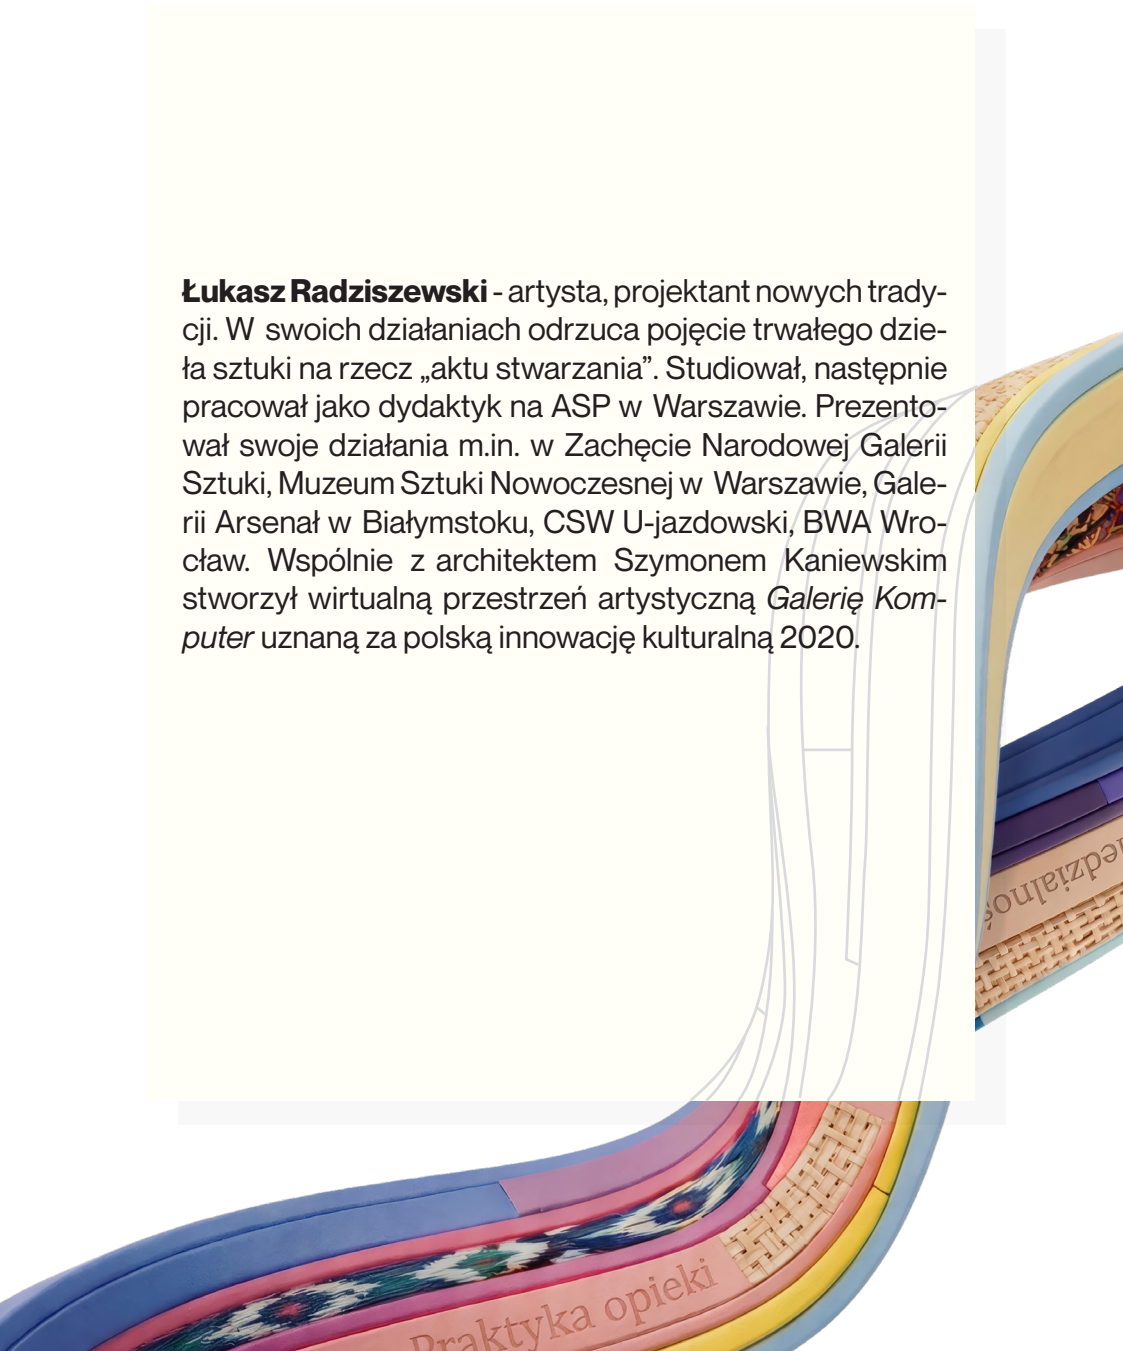 Łukasz Radziszewski - artysta, projektant nowych trady-
cji. W swoich działaniach odrzuca pojęcie trwałego dzie-
ła sztuki na rzecz „aktu stwarzania”. Studiował, następnie
pracował jako dydaktyk na ASP w Warszawie. Prezento-
wał swoje działania m.in. w Zachęcie Narodowej Galerii
Sztuki, Muzeum Sztuki Nowoczesnej w Warszawie, Gale-
rii Arsenał w Białymstoku, CSW U-jazdowski, BWA Wro-
cław. Wspólnie z architektem Szymonem Kaniewskim
stworzył wirtualną przestrzeń artystyczną Galerię Kom-
puter uznaną za polską innowację kulturalną 2020.
Praktyka opieki